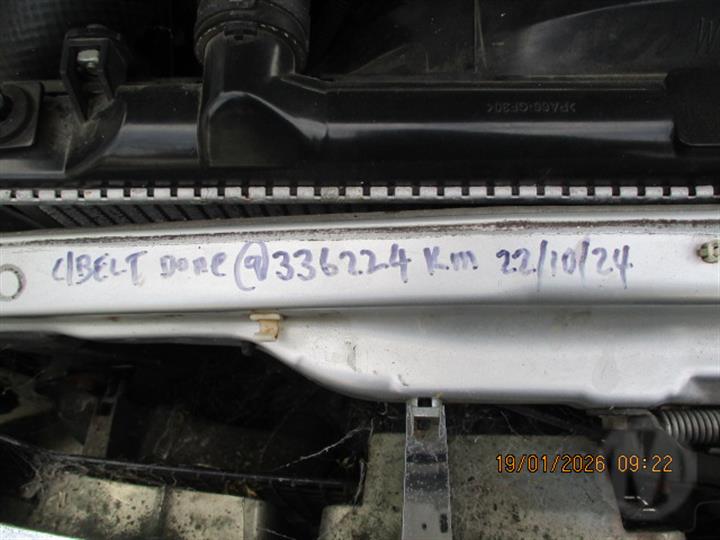 >PA66-GF30<
C/BELT DONE @ 336224 Km 22/10/24
19/01/2026 09:22